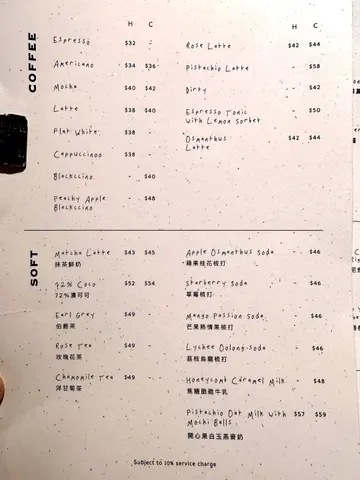 COFFEE
H C
Espresso $32 -
Americano $34 $36
Mocha $40 $42
Latte $38 $40
Flat White $38 -
Cappuccinoo $38 -
Blackccino - $40
Peachy Apple - $48
Blackccino
H C
Rose Latte $42 $44
Pistachio Latte - $58
Dirty - $42
Espresso Tonic $50
with Lemon Sorbet
Osmanthus $42 $44
Latte
SOFT
Matcha Latte $43 $45
抹茶鮮奶
72% Coco $52 $54
72%濃可可
Earl Grey $49 -
伯爵茶
Rose Tea $49 -
玫瑰花茶
Chamomile Tea $49 -
洋甘菊茶
Apple Osmanthus Soda - $46
蘋果桂花梳打
Starberry Soda - $46
草莓梳打
Mango Passion Soda - $46
芒果熱情果梳打
Lychee Oolong Soda - $46
荔枝烏龍梳打
Honeycomb Caramel Milk - $48
焦糖脆脆牛乳
Pistachio Oat Milk with $57 $59
Mochi Balls
開心果白玉燕麥奶
Subject to 10% service charge